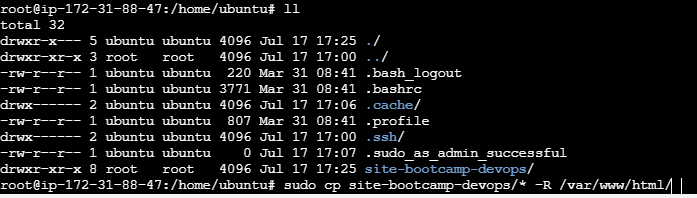 root@ip-172-31-88-47:/home/ubuntu# ll
total 32
drwxr-x--- 5 ubuntu ubuntu 4096 Jul 17 17:25 ./
drwxr-xr-x 3 root   root   4096 Jul 17 17:00 ../
-rw-r--r-- 1 ubuntu ubuntu  220 Mar 31 08:41 .bash_logout
-rw-r--r-- 1 ubuntu ubuntu 3771 Mar 31 08:41 .bashrc
drwx------ 2 ubuntu ubuntu 4096 Jul 17 17:06 .cache/
-rw-r--r-- 1 ubuntu ubuntu  807 Mar 31 08:41 .profile
drwx------ 2 ubuntu ubuntu 4096 Jul 17 17:00 .ssh/
-rw-r--r-- 1 ubuntu ubuntu    0 Jul 17 17:07 .sudo_as_admin_successful
drwxr-xr-x 8 root   root   4096 Jul 17 17:25 site-bootcamp-devops/
root@ip-172-31-88-47:/home/ubuntu# sudo cp site-bootcamp-devops/* -R /var/www/html/